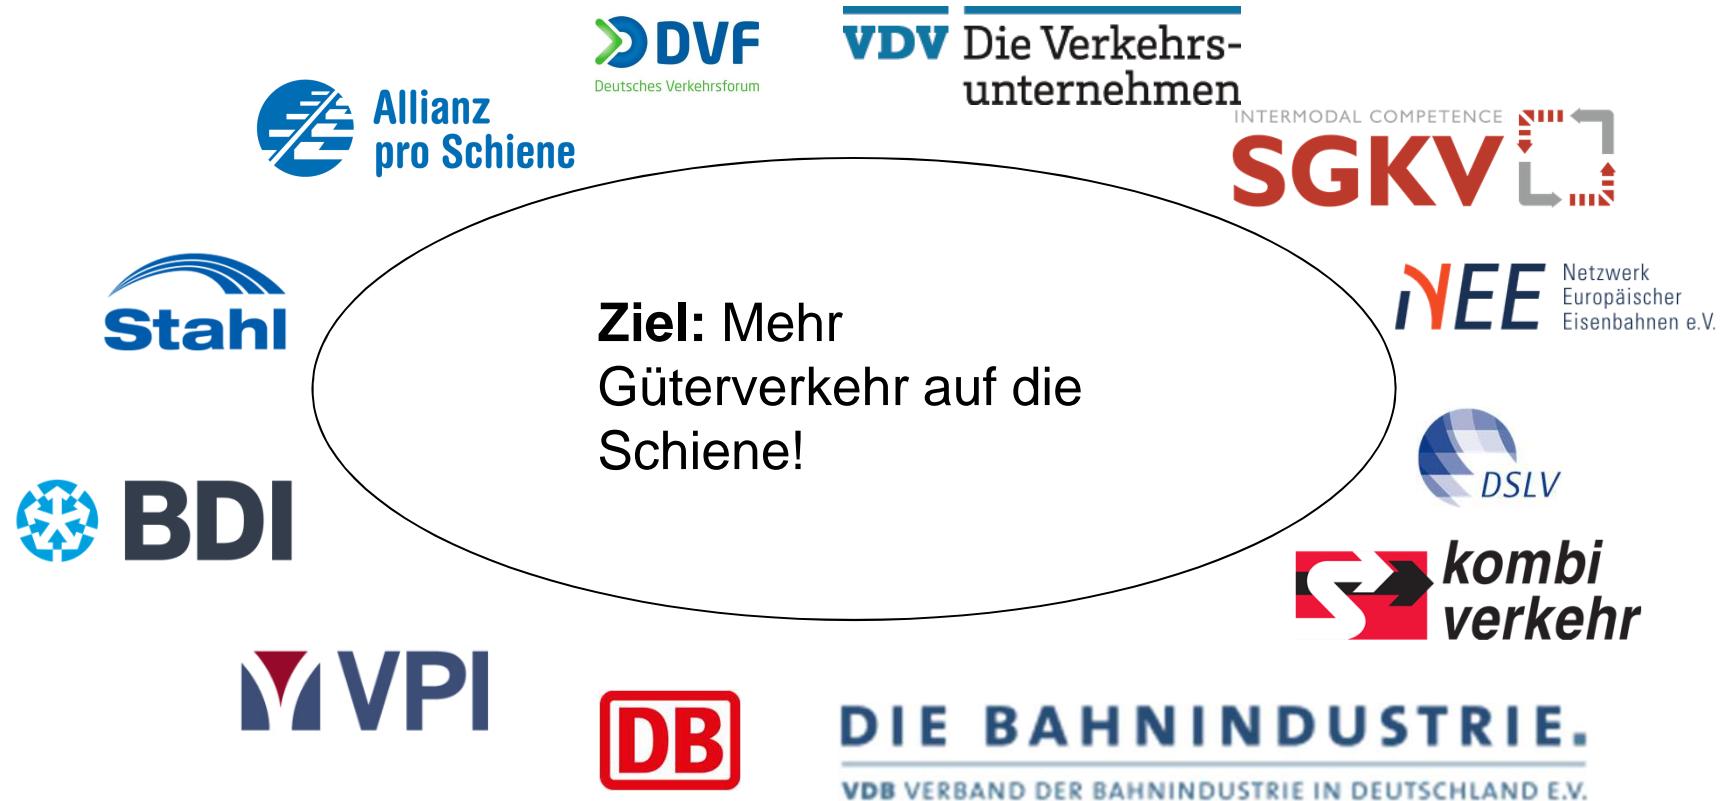 DVF
Deutsches Verkehrsforum
VDV Die Verkehrs-
unternehmen
Allianz
pro Schiene
INTERMODAL COMPETENCE
SGKV
Stahl
NEE
Netzwerk
Europäischer
Eisenbahnen e.V.
Ziel: Mehr
Güterverkehr auf die
Schiene!
DSLV
BDI
kombi
verkehr
VPI
DB
DIE BAHNINDUSTRIE.
VDB VERBAND DER BAHNINDUSTRIE IN DEUTSCHLAND E.V.